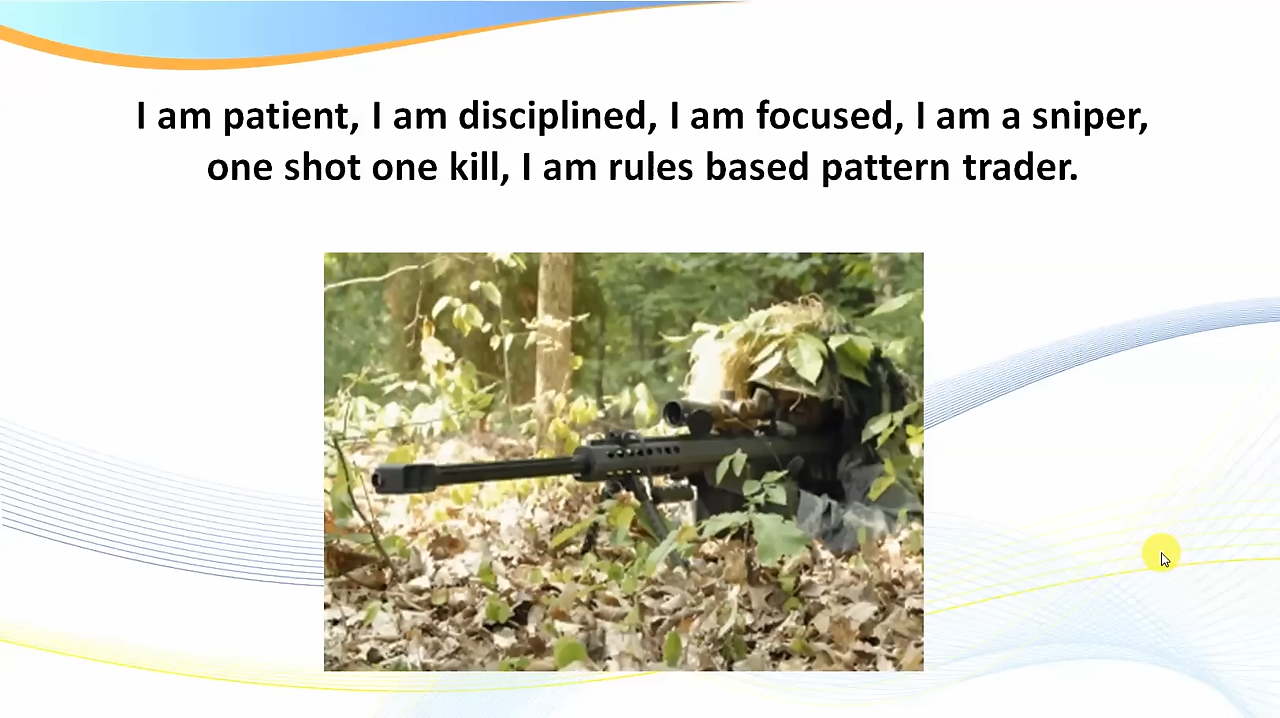 I am patient, I am disciplined, I am focused, I am a sniper,
one shot one kill, I am rules based pattern trader.